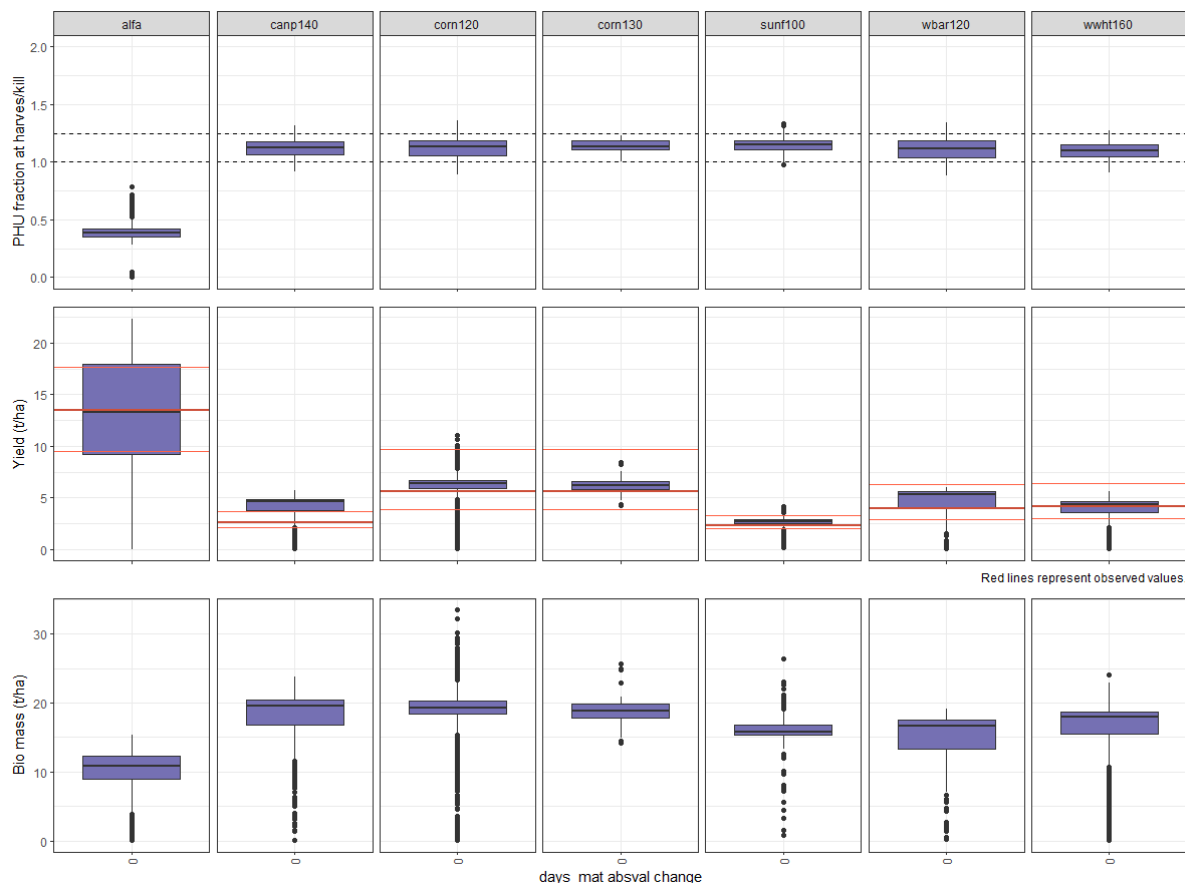 alfa canp140 corn120 corn130 sunf100 wbar120 wwht160
PHU fraction at harves/kill
2.0
1.5
1.0
0.5
0.0
Yield (t/ha)
20
15
10
5
0
Red lines represent observed values.
Bio mass (t/ha)
30
20
10
0
0 0 0 0 0 0 0
days_mat absval change